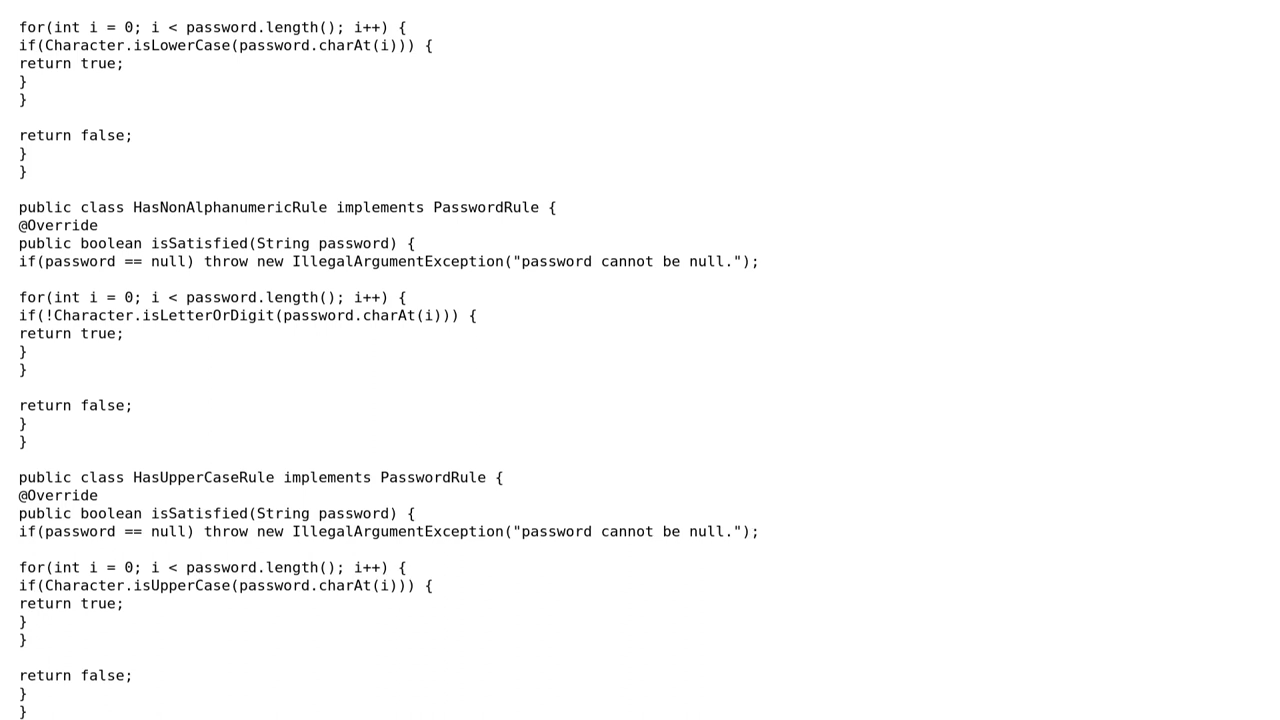 for(int i = 0; i < password.length(); i++) {
if(Character.isLowerCase(password.charAt(i))) {
return true;
}
}

return false;
}
}

public class HasNonAlphanumericRule implements PasswordRule {
@Override
public boolean isSatisfied(String password) {
if(password == null) throw new IllegalArgumentException("password cannot be null.");

for(int i = 0; i < password.length(); i++) {
if(!Character.isLetterOrDigit(password.charAt(i))) {
return true;
}
}

return false;
}
}

public class HasUpperCaseRule implements PasswordRule {
@Override
public boolean isSatisfied(String password) {
if(password == null) throw new IllegalArgumentException("password cannot be null.");

for(int i = 0; i < password.length(); i++) {
if(Character.isUpperCase(password.charAt(i))) {
return true;
}
}

return false;
}
}